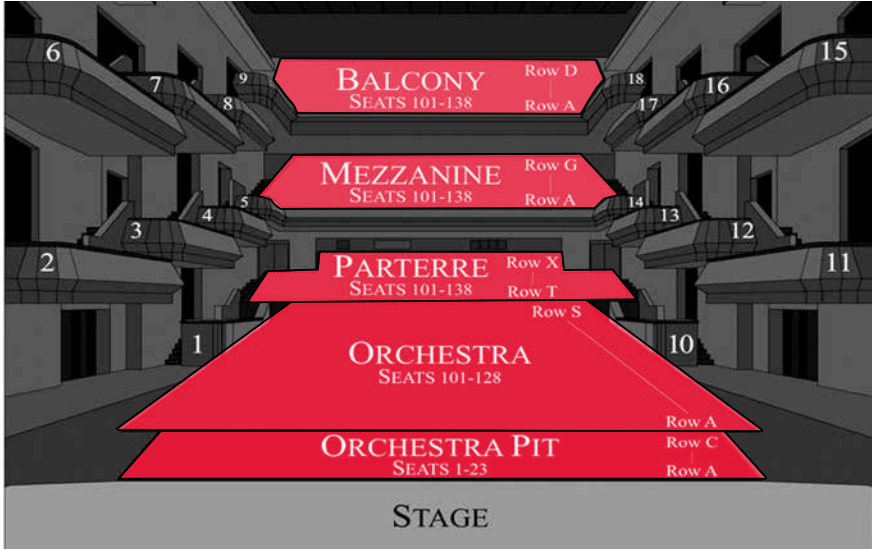 6
15
7
9
BALCONY
SEATS 101-138
Row D
Row A
18
16
8
17
MEZZANINE
SEATS 101-138
Row G
Row A
5
14
4
13
3
12
2
11
PARTERRE
SEATS 101-138
Row X
Row T
Row S
1
10
ORCHESTRA
SEATS 101-128
Row A
ORCHESTRA PIT
SEATS 1-23
Row C
Row A
STAGE